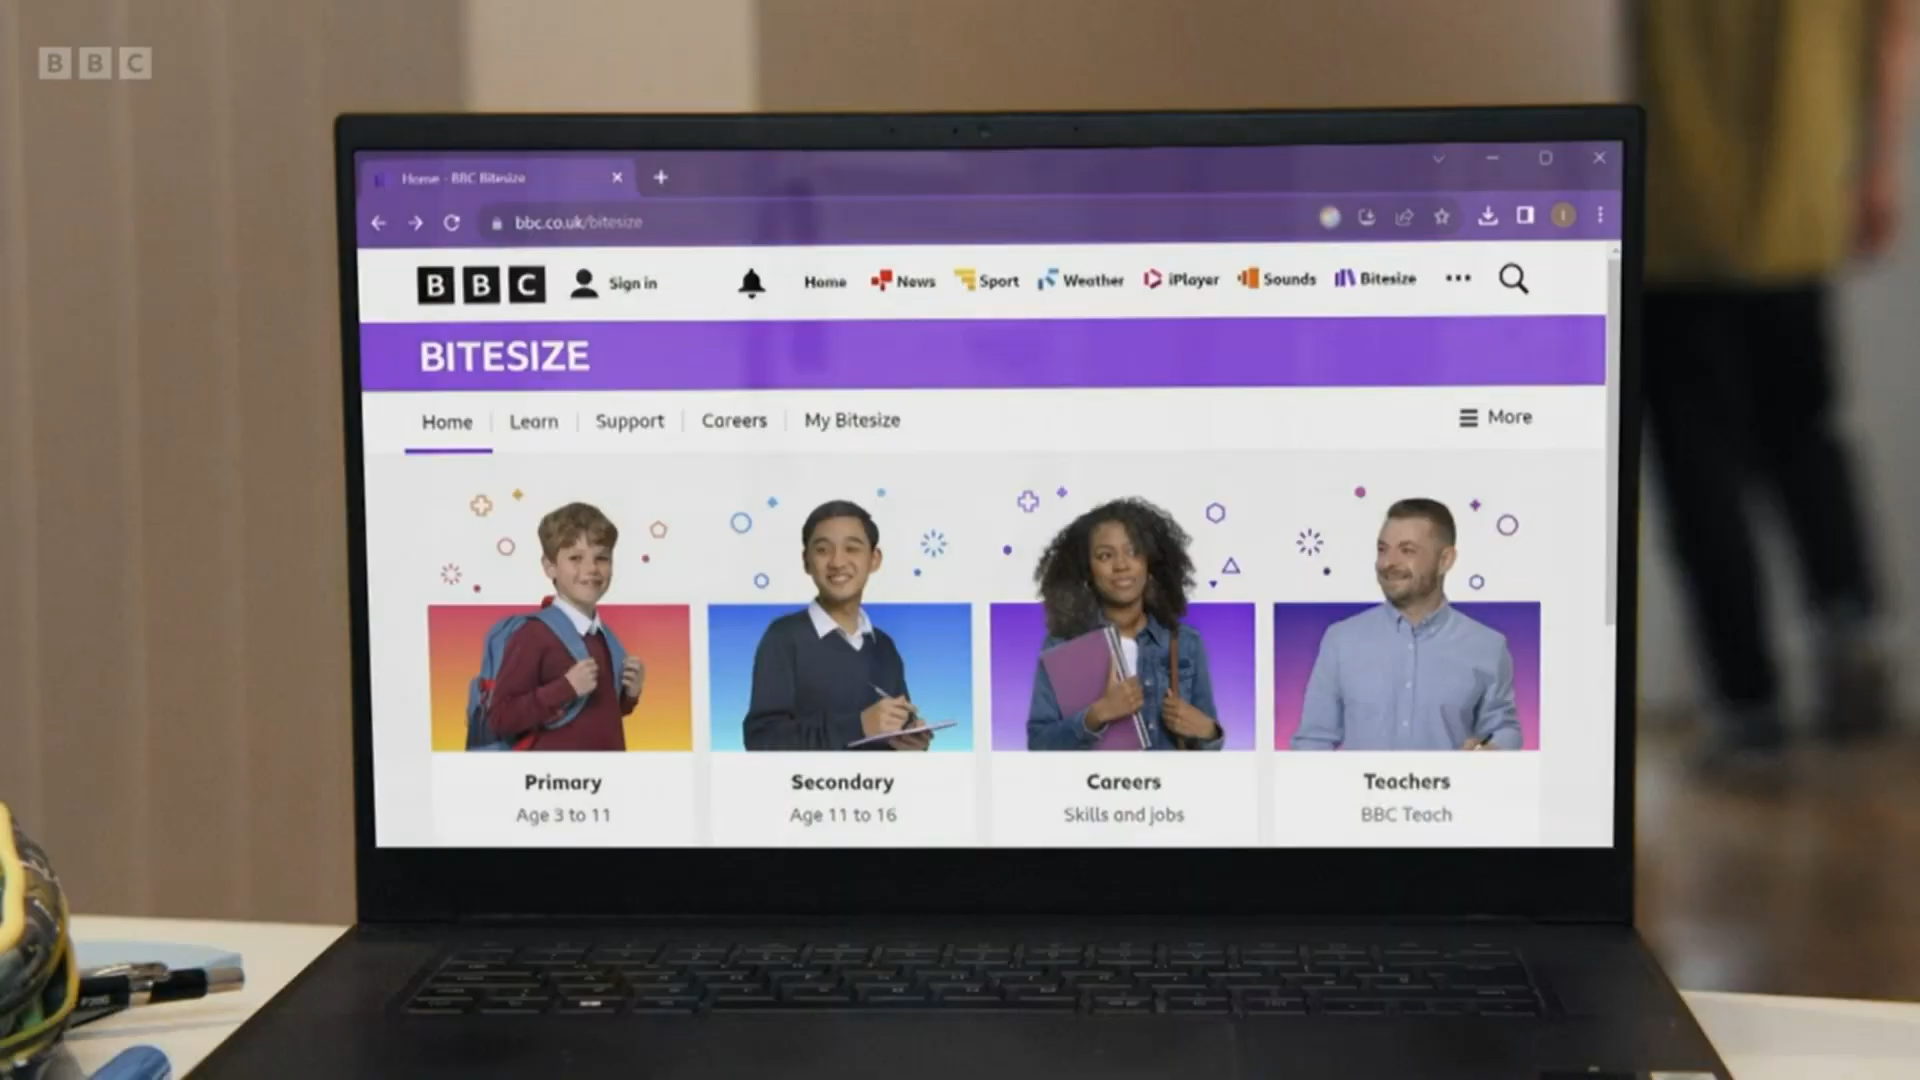 BBC
Home - BBC Bitesize
bbc.co.uk/bitesize
BBC Sign in Home News Sport Weather iPlayer Sounds Bitesize
BITESIZE
Home Learn Support Careers My Bitesize More
Primary Secondary Careers Teachers
Age 3 to 11 Age 11 to 16 Skills and jobs BBC Teach